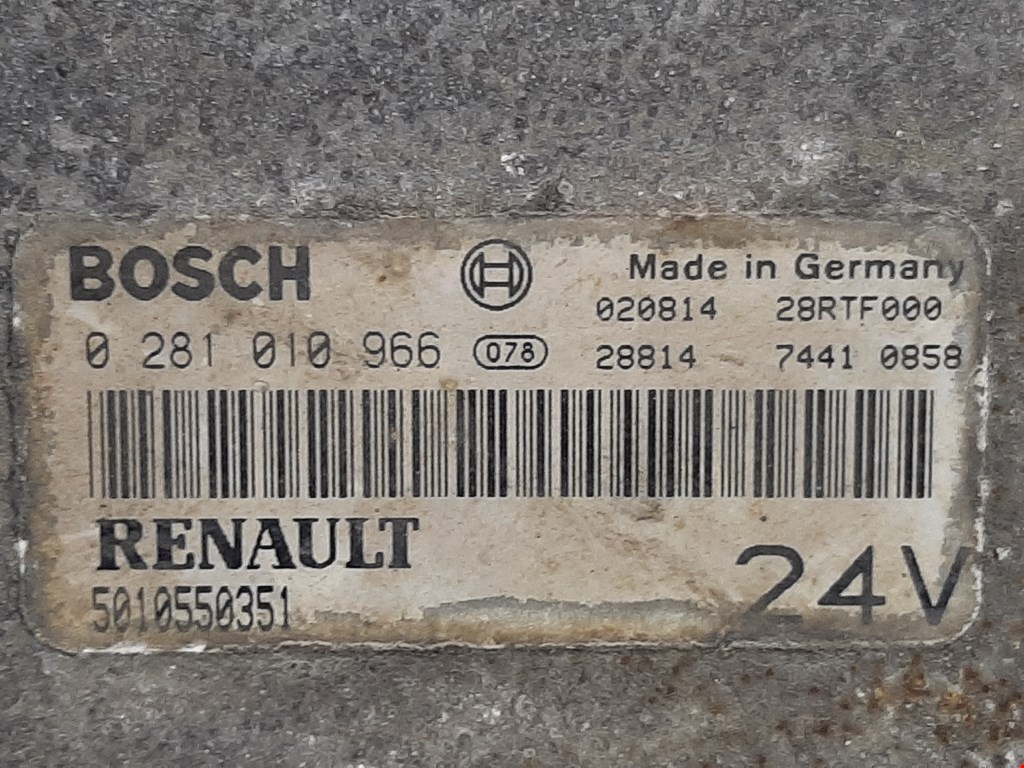 BOSCH
Made in Germany
020814 28RTF000
0 281 010 966 078 28814 7441 0858
RENAULT
5010550351
24V